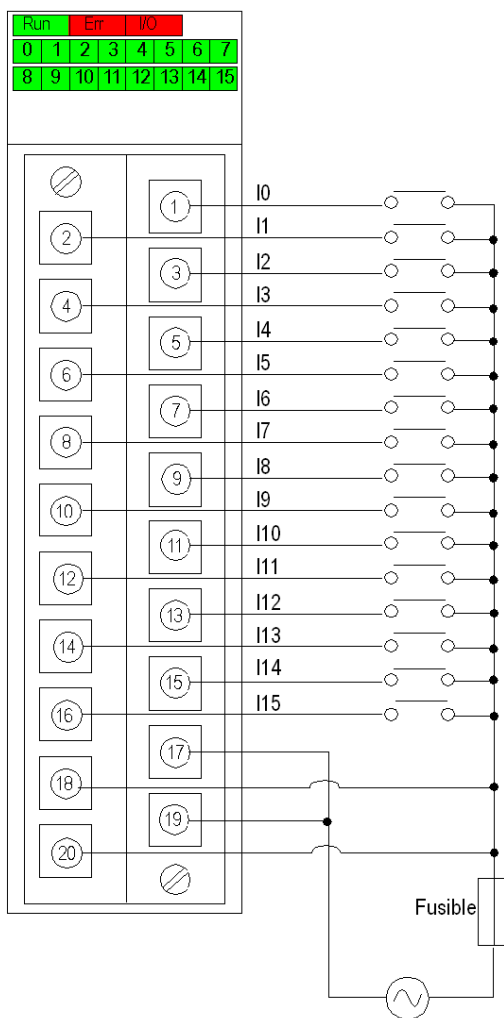 Run Err I/O
0 1 2 3 4 5 6 7
8 9 10 11 12 13 14 15
1 I0
2 I1
3 I2
4 I3
5 I4
6 I5
7 I6
8 I7
9 I8
10 I9
11 I10
12 I11
13 I12
14 I13
15 I14
16 I15
17
18
19
20
Fusible